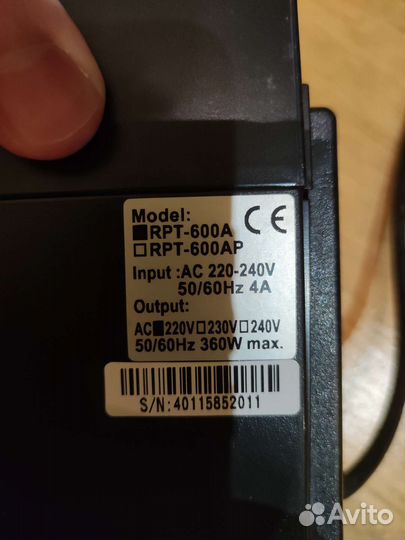 Model:
■RPT-600A CE
□RPT-600AP
Input :AC 220-240V
50/60Hz 4A
Output:
AC■220V□230V□240V
50/60Hz 360W max.
S/N: 40115852011
Avito